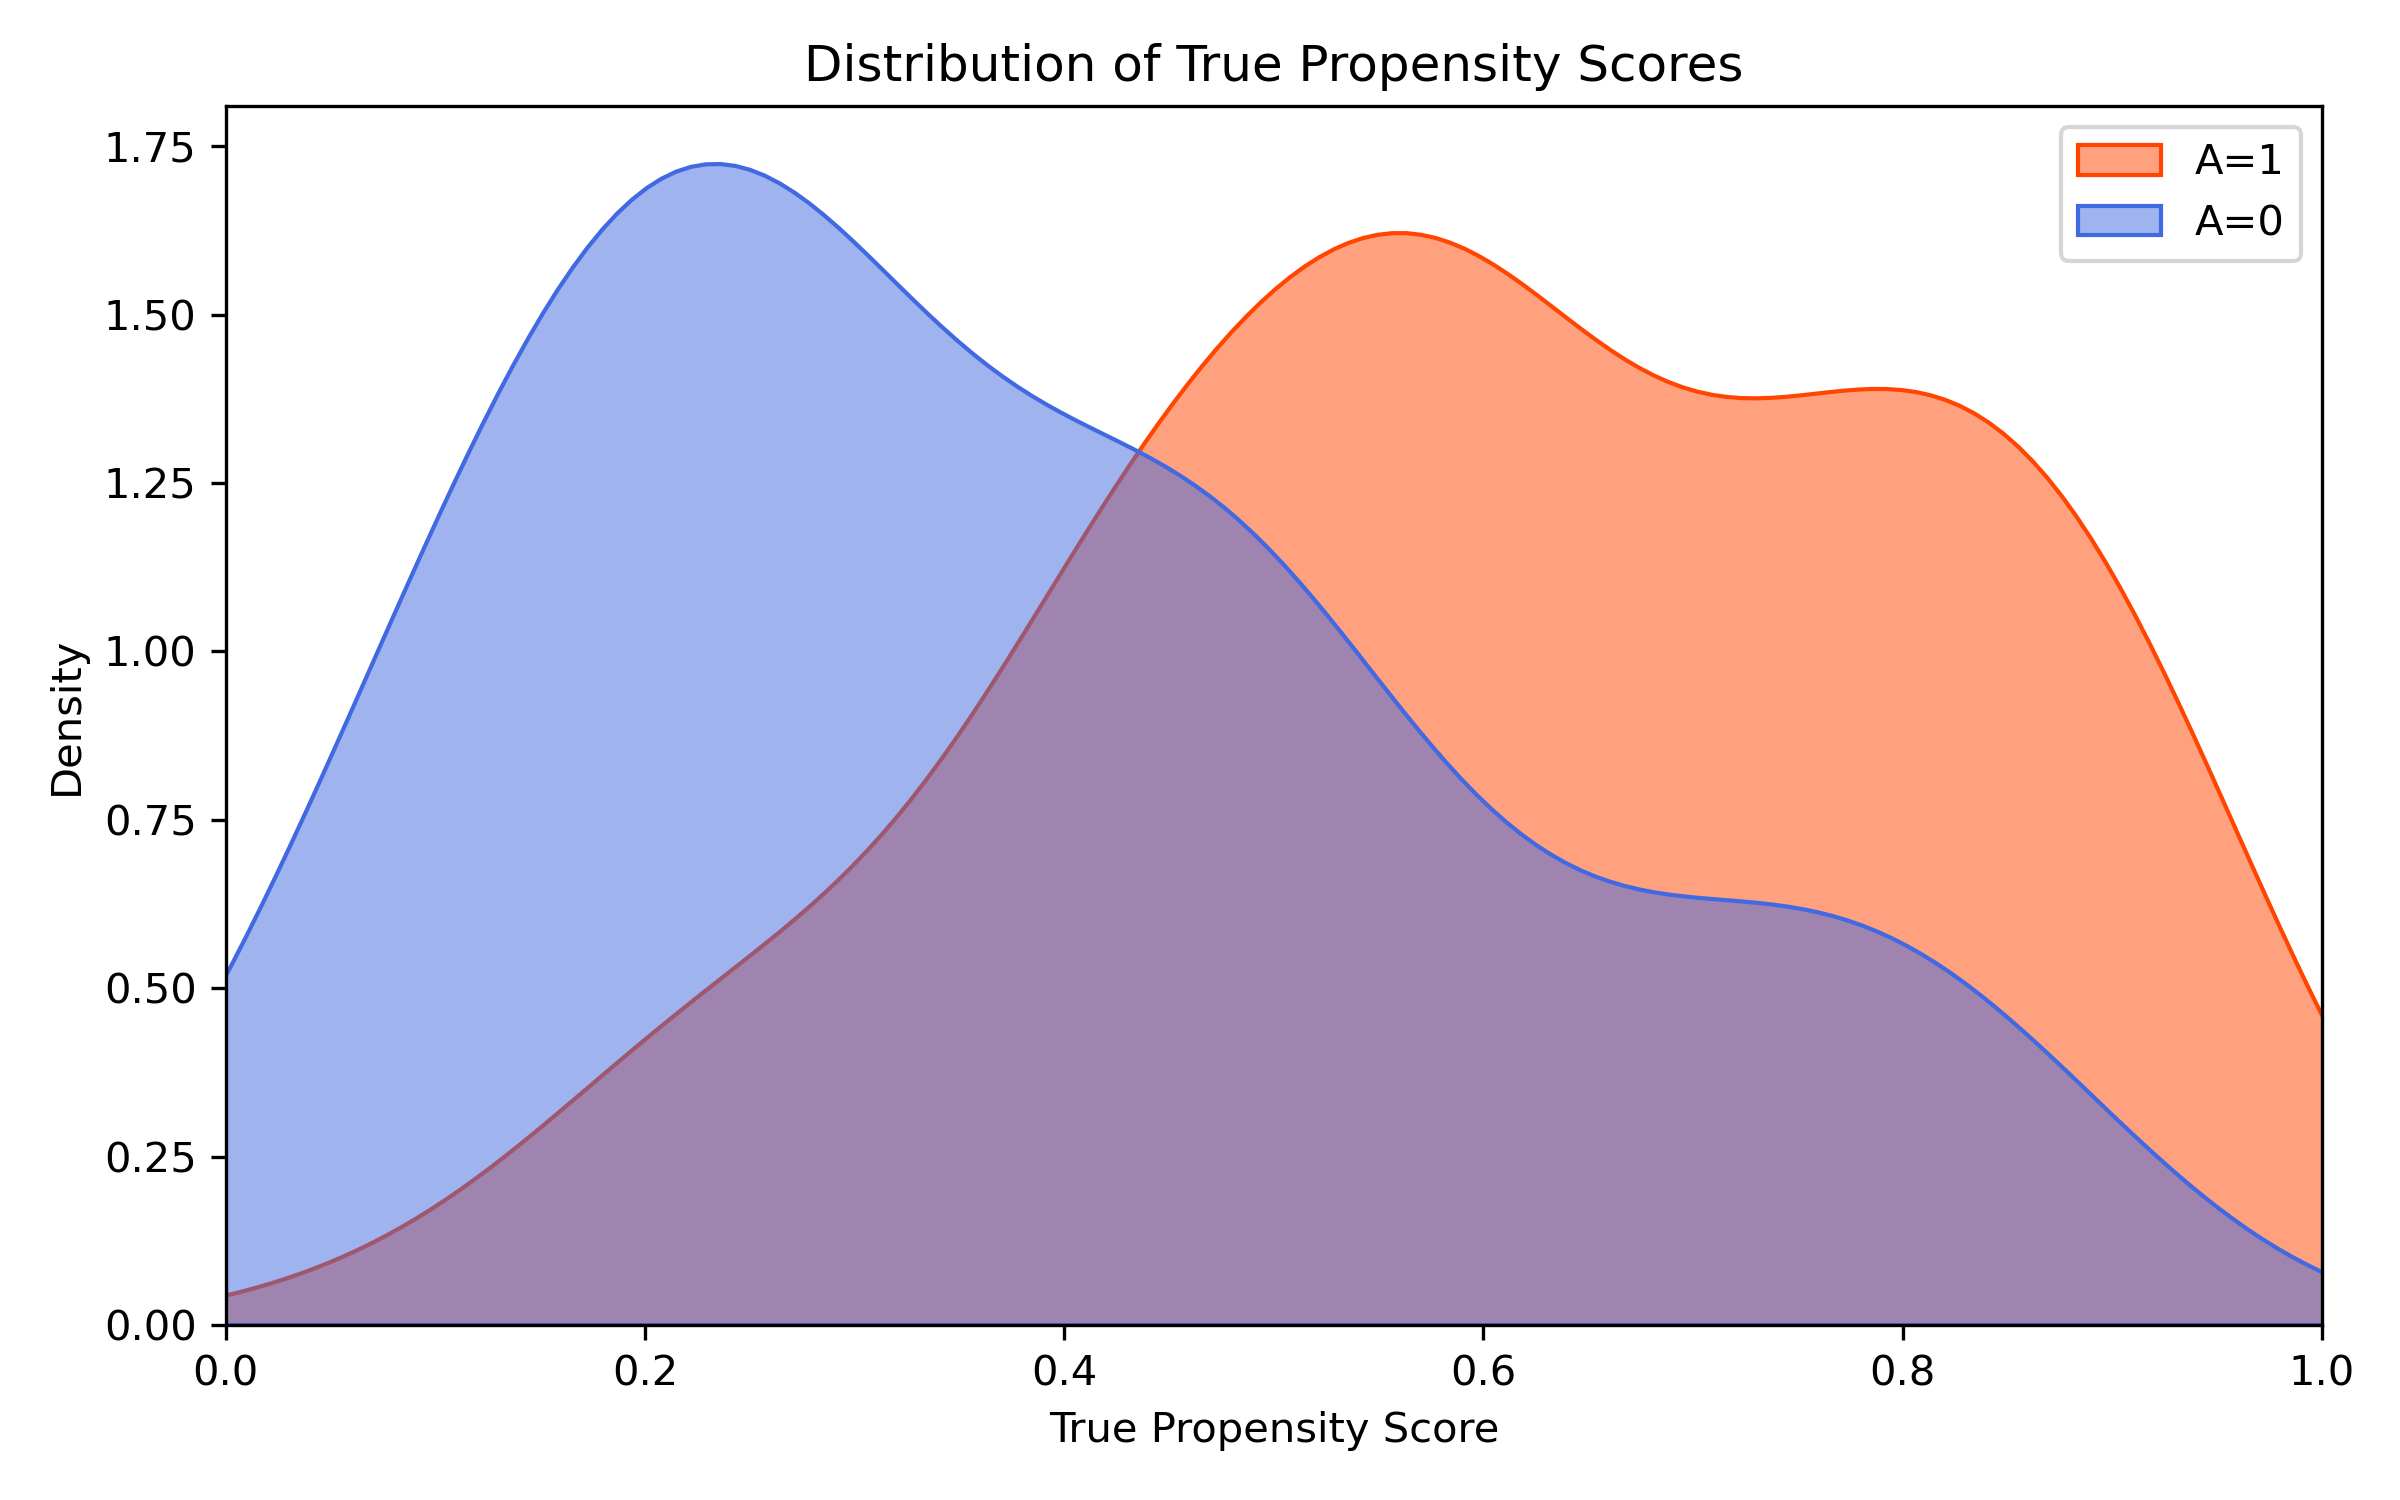 Distribution of True Propensity Scores
A=1
A=0
Density
1.75
1.50
1.25
1.00
0.75
0.50
0.25
0.00
0.0 0.2 0.4 0.6 0.8 1.0
True Propensity Score